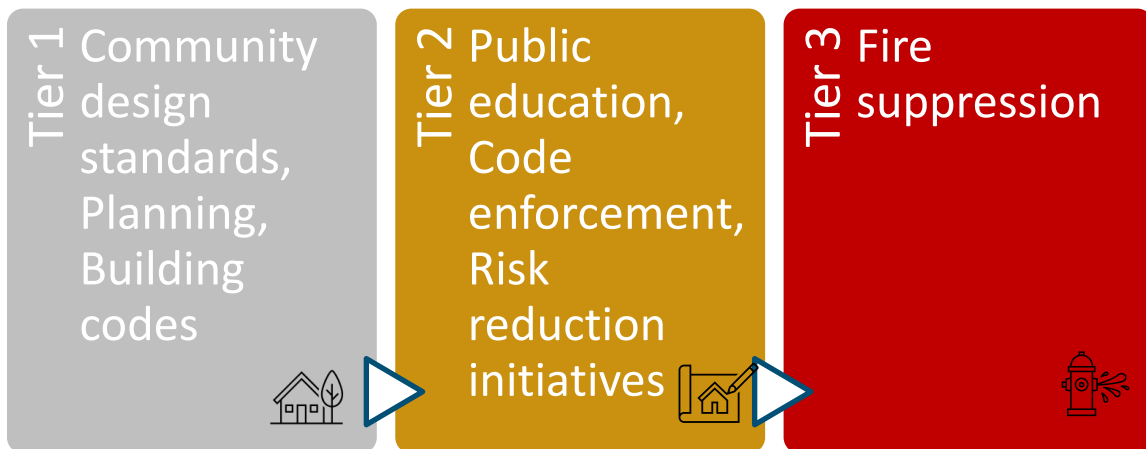 Tier 1
Community
design
standards,
Planning,
Building
codes
Tier 2
Public
education,
Code
enforcement,
Risk
reduction
initiatives
Tier 3
Fire
suppression